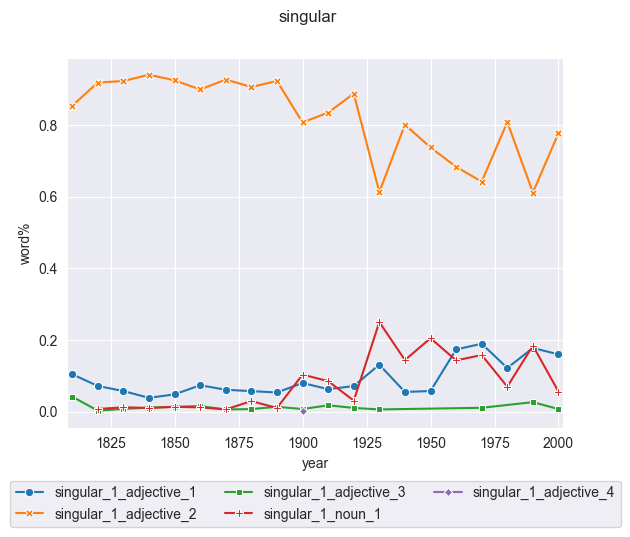 singular
0.8
0.6
0.4
0.2
0.0
word%
1825 1850 1875 1900 1925 1950 1975 2000
year
singular_1_adjective_1 singular_1_adjective_3 singular_1_adjective_4
singular_1_adjective_2 singular_1_noun_1